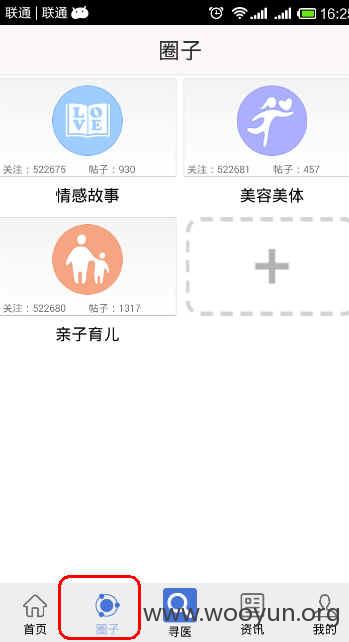 联通 | 联通 16:25
圈子
LOVE
关注：522675 帖子：930
关注：522681 帖子：457
情感故事 美容美体
关注：522680 帖子：1317
亲子育儿
首页 圈子 寻医 资讯 我的
www.wooyun.org